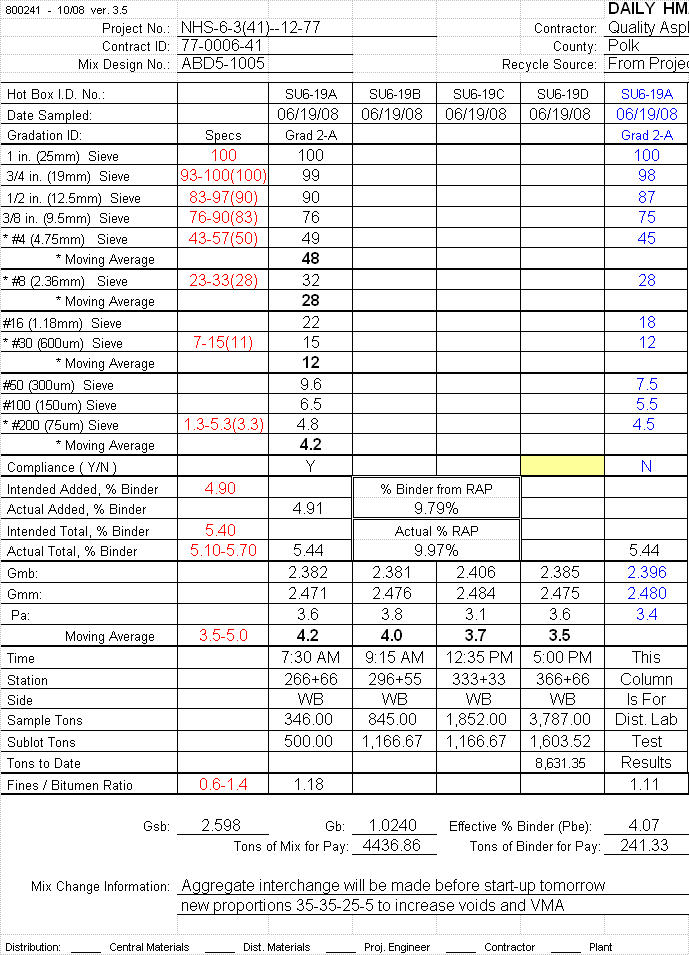 800241 - 10/08 ver. 3.5 DAILY HM
Project No.: NHS-6-3(41)--12-77 Contractor: Quality Aspl
Contract ID: 77-0006-41 County: Polk
Mix Design No.: ABD5-1005 Recycle Source: From Projec
Hot Box I.D. No.: SU6-19A SU6-19B SU6-19C SU6-19D SU6-19A
Date Sampled: 06/19/08 06/19/08 06/19/08 06/19/08 06/19/08
Gradation ID: Specs Grad 2-A Grad 2-A
1 in. (25mm) Sieve 100 100 100
3/4 in. (19mm) Sieve 93-100(100) 99 98
1/2 in. (12.5mm) Sieve 83-97(90) 90 87
3/8 in. (9.5mm) Sieve 76-90(83) 76 75
* #4 (4.75mm) Sieve 43-57(50) 49 45
* Moving Average 48
* #8 (2.36mm) Sieve 23-33(28) 32 28
* Moving Average 28
#16 (1.18mm) Sieve 22 18
* #30 (600um) Sieve 7-15(11) 15 12
* Moving Average 12
#50 (300um) Sieve 9.6 7.5
#100 (150um) Sieve 6.5 5.5
* #200 (75um) Sieve 1.3-5.3(3.3) 4.8 4.5
* Moving Average 4.2
Compliance ( Y/N ) Y N
Intended Added, % Binder 4.90 % Binder from RAP
Actual Added, % Binder 4.91 9.79%
Intended Total, % Binder 5.40 Actual % RAP
Actual Total, % Binder 5.10-5.70 5.44 9.97% 5.44
Gmb: 2.382 2.381 2.406 2.385 2.396
Gmm: 2.471 2.476 2.484 2.475 2.480
Pa: 3.6 3.8 3.1 3.6 3.4
Moving Average 3.5-5.0 4.2 4.0 3.7 3.5
Time 7:30 AM 9:15 AM 12:35 PM 5:00 PM This
Station 266+66 296+55 333+33 366+66 Column
Side WB WB WB WB Is For
Sample Tons 346.00 845.00 1,852.00 3,787.00 Dist. Lab
Sublot Tons 500.00 1,166.67 1,166.67 1,603.52 Test
Tons to Date 8,631.35 Results
Fines / Bitumen Ratio 0.6-1.4 1.18 1.11
Gsb: 2.598 Gb: 1.0240 Effective % Binder (Pbe): 4.07
Tons of Mix for Pay: 4436.86 Tons of Binder for Pay: 241.33
Mix Change Information: Aggregate interchange will be made before start-up tomorrow
new proportions 35-35-25-5 to increase voids and VMA
Distribution: Central Materials Dist. Materials Proj. Engineer Contractor Plant